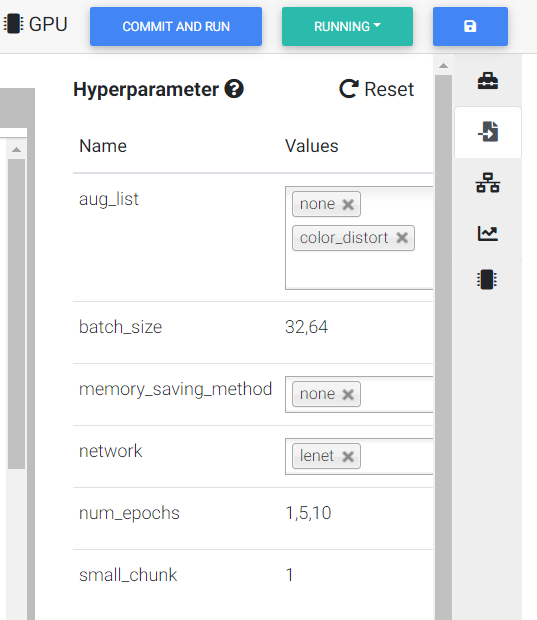 GPU COMMIT AND RUN RUNNING
Hyperparameter Reset
Name Values
aug_list none
color_distort
batch_size 32,64
memory_saving_method none
network lenet
num_epochs 1,5,10
small_chunk 1